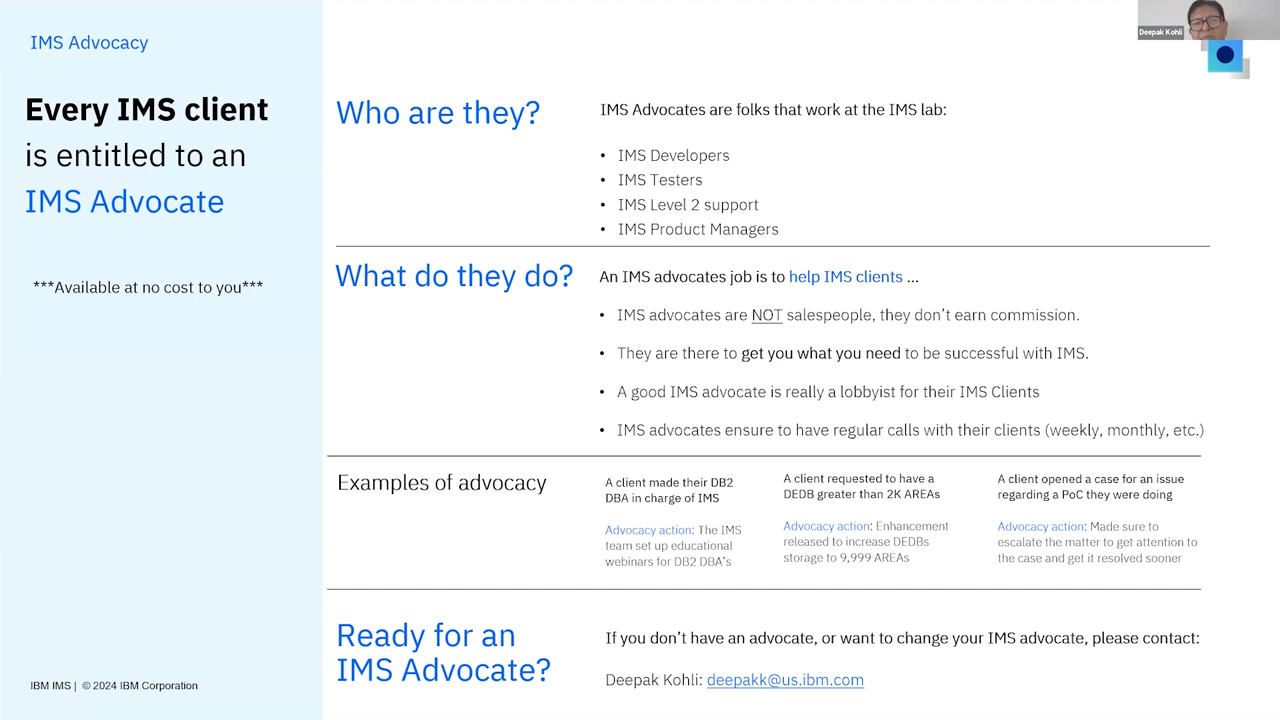 IMS Advocacy
Every IMS client
is entitled to an
IMS Advocate
***Available at no cost to you***
IBM IMS | © 2024 IBM Corporation
Deepak Kohli
Who are they?
IMS Advocates are folks that work at the IMS lab:
• IMS Developers
• IMS Testers
• IMS Level 2 support
• IMS Product Managers
What do they do?
An IMS advocates job is to help IMS clients ...
• IMS advocates are NOT salespeople, they don't earn commission.
• They are there to get you what you need to be successful with IMS.
• A good IMS advocate is really a lobbyist for their IMS Clients
• IMS advocates ensure to have regular calls with their clients (weekly, monthly, etc.)
Examples of advocacy
A client made their DB2
DBA in charge of IMS
Advocacy action: The IMS
team set up educational
webinars for DB2 DBA's
A client requested to have a
DEDB greater than 2K AREAs
Advocacy action: Enhancement
released to increase DEDBs
storage to 9,999 AREAs
A client opened a case for an issue
regarding a PoC they were doing
Advocacy action: Made sure to
escalate the matter to get attention to
the case and get it resolved sooner
Ready for an
IMS Advocate?
If you don't have an advocate, or want to change your IMS advocate, please contact:
Deepak Kohli: deepakk@us.ibm.com